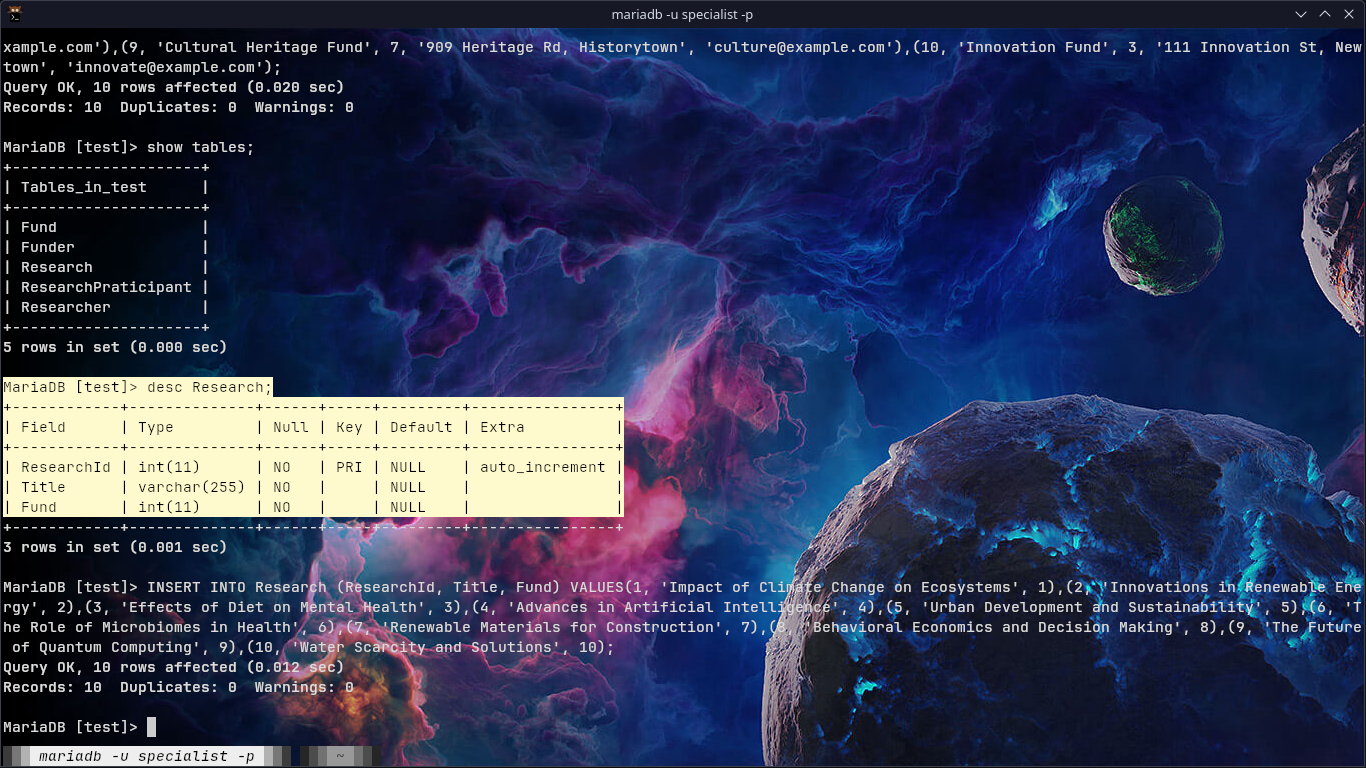 mariadb -u specialist -p
xample.com'),(9, 'Cultural Heritage Fund', 7, '909 Heritage Rd, Historytown', 'culture@example.com'),(10, 'Innovation Fund', 3, '111 Innovation St, New
town', 'innovate@example.com');
Query OK, 10 rows affected (0.020 sec)
Records: 10  Duplicates: 0  Warnings: 0
MariaDB [test]> show tables;
+---------------------+
| Tables_in_test      |
+---------------------+
| Fund                |
| Funder              |
| Research            |
| ResearchPraticipant |
| Researcher          |
+---------------------+
5 rows in set (0.000 sec)
MariaDB [test]> desc Research;
+------------+--------------+------+-----+---------+----------------+
| Field      | Type         | Null | Key | Default | Extra          |
+------------+--------------+------+-----+---------+----------------+
| ResearchId | int(11)      | NO   | PRI | NULL    | auto_increment |
| Title      | varchar(255) | NO   |     | NULL    |                |
| Fund       | int(11)      | NO   |     | NULL    |                |
+------------+--------------+------+-----+---------+----------------+
3 rows in set (0.001 sec)
MariaDB [test]> INSERT INTO Research (ResearchId, Title, Fund) VALUES(1, 'Impact of Climate Change on Ecosystems', 1),(2, 'Innovations in Renewable Ene
rgy', 2),(3, 'Effects of Diet on Mental Health', 3),(4, 'Advances in Artificial Intelligence', 4),(5, 'Urban Development and Sustainability', 5),(6, 'T
he Role of Microbiomes in Health', 6),(7, 'Renewable Materials for Construction', 7),(8, 'Behavioral Economics and Decision Making', 8),(9, 'The Future
 of Quantum Computing', 9),(10, 'Water Scarcity and Solutions', 10);
Query OK, 10 rows affected (0.012 sec)
Records: 10  Duplicates: 0  Warnings: 0
MariaDB [test]>
mariadb -u specialist -p ~